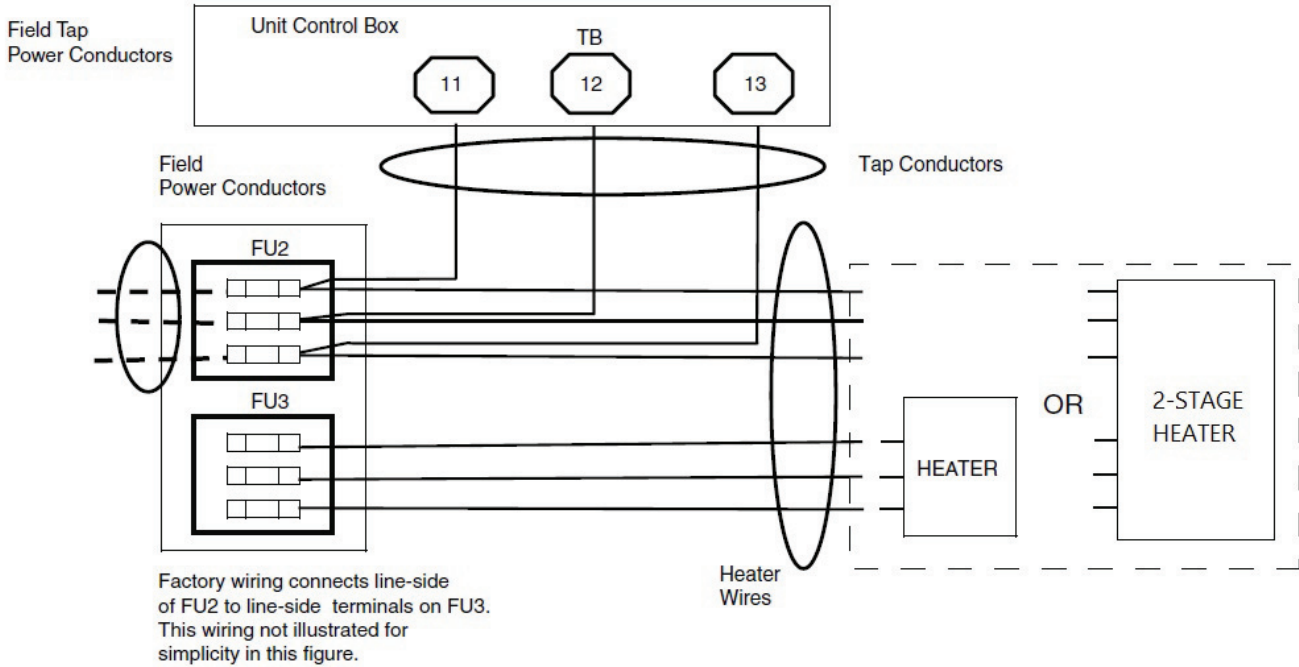 Field Tap
Power Conductors
Unit Control Box
TB
11
12
13
Field
Power Conductors
Tap Conductors
FU2
FU3
HEATER
OR
2-STAGE
HEATER
Heater
Wires
Factory wiring connects line-side
of FU2 to line-side terminals on FU3.
This wiring not illustrated for
simplicity in this figure.